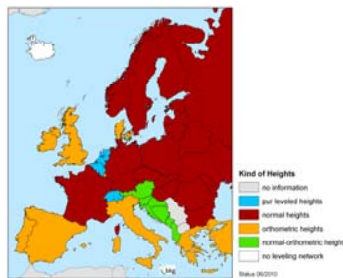 Kind of Heights
no information
pur leveled heights
normal heights
orthometric heights
normal-orthometric height
no leveling network
Status 06/2010